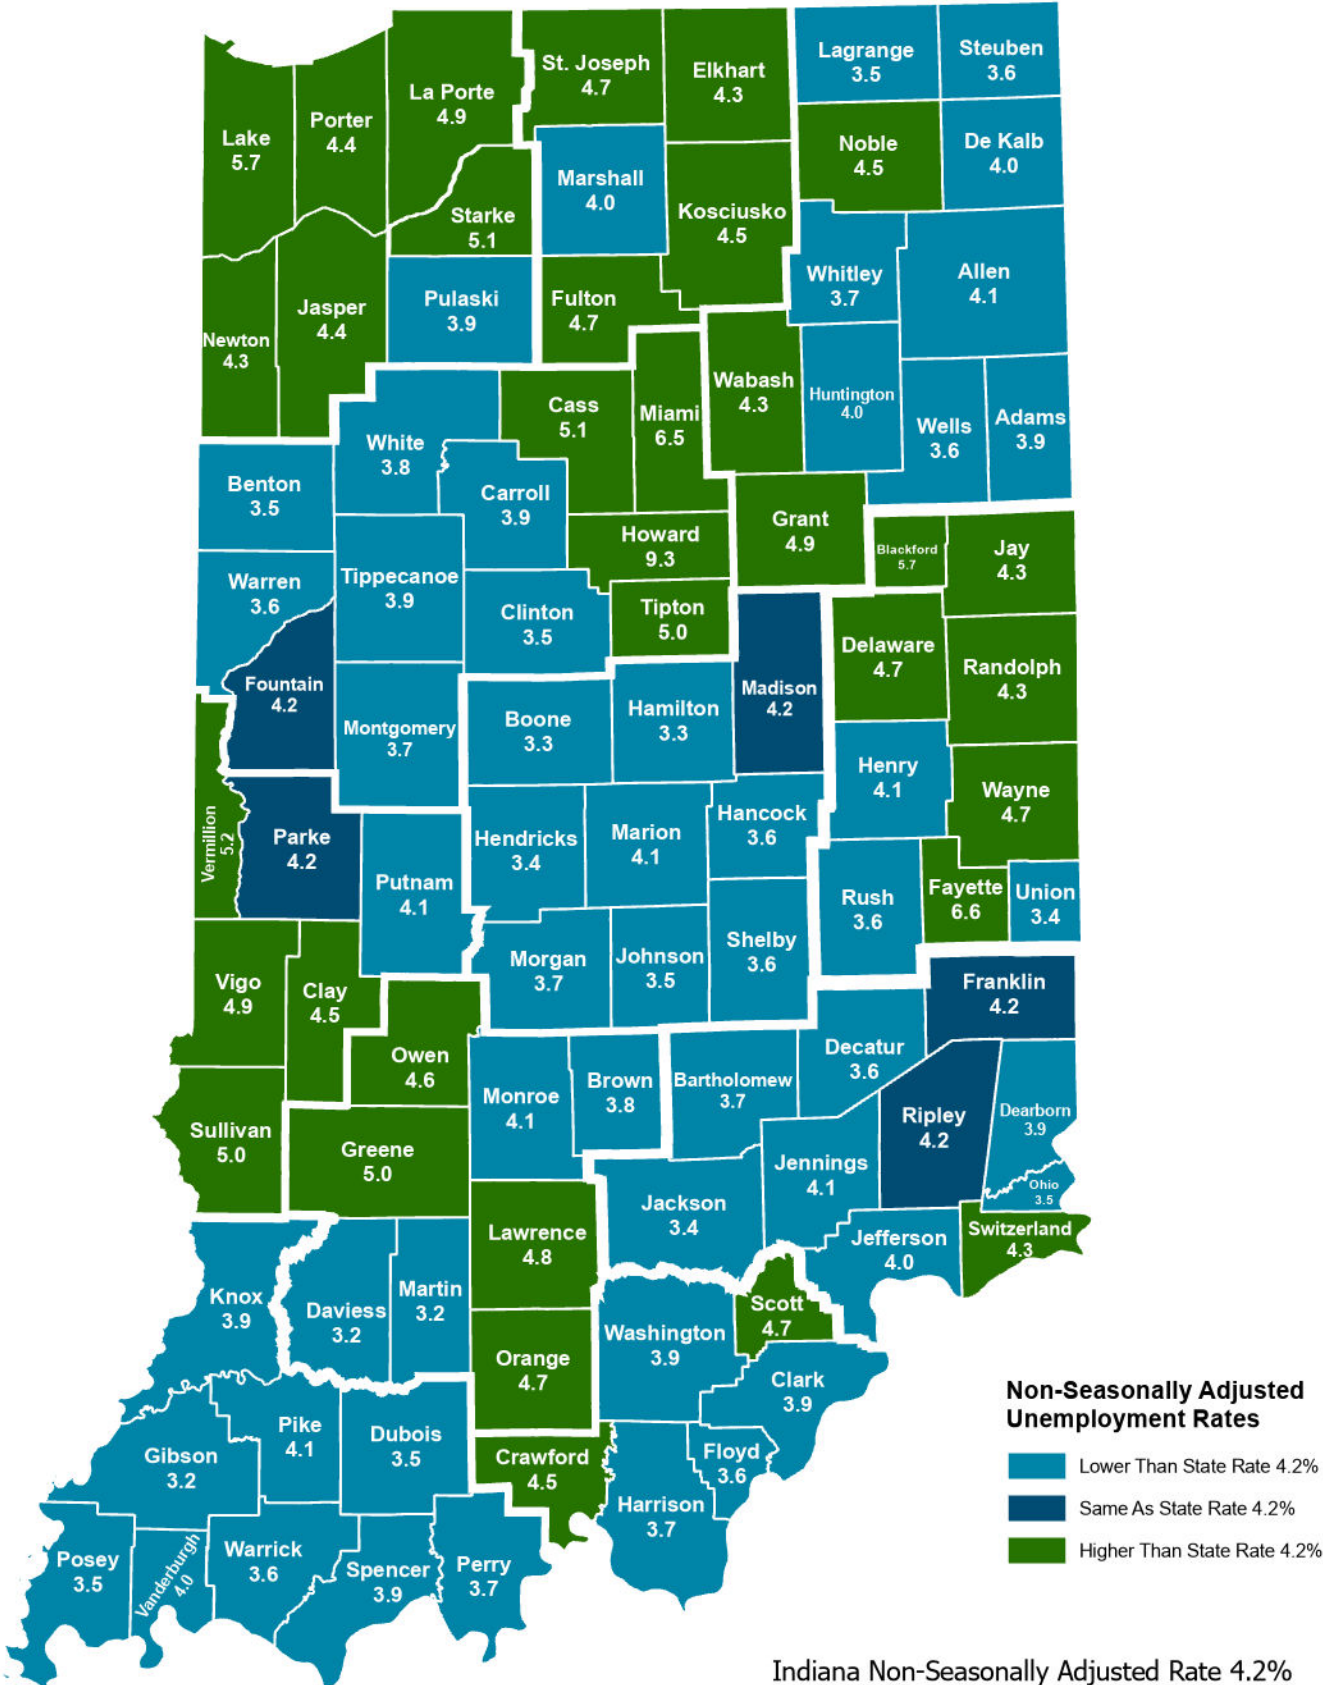 Lake
5.7
Porter
4.4
La Porte
4.9
St. Joseph
4.7
Elkhart
4.3
Lagrange
3.5
Steuben
3.6
Noble
4.5
De Kalb
4.0
Starke
5.1
Marshall
4.0
Kosciusko
4.5
Whitley
3.7
Allen
4.1
Newton
4.3
Jasper
4.4
Pulaski
3.9
Fulton
4.7
Wabash
4.3
Huntington
4.0
Wells
3.6
Adams
3.9
White
3.8
Cass
5.1
Miami
6.5
Benton
3.5
Carroll
3.9
Howard
9.3
Grant
4.9
Blackford
5.7
Jay
4.3
Warren
3.6
Tippecanoe
3.9
Clinton
3.5
Tipton
5.0
Madison
4.2
Delaware
4.7
Randolph
4.3
Fountain
4.2
Montgomery
3.7
Boone
3.3
Hamilton
3.3
Henry
4.1
Wayne
4.7
Vermillion
5.2
Parke
4.2
Putnam
4.1
Hendricks
3.4
Marion
4.1
Hancock
3.6
Rush
3.6
Fayette
6.6
Union
3.4
Vigo
4.9
Clay
4.5
Morgan
3.7
Johnson
3.5
Shelby
3.6
Franklin
4.2
Owen
4.6
Monroe
4.1
Brown
3.8
Bartholomew
3.7
Decatur
3.6
Ripley
4.2
Dearborn
3.9
Sullivan
5.0
Greene
5.0
Jennings
4.1
Ohio
3.5
Lawrence
4.8
Jackson
3.4
Jefferson
4.0
Switzerland
4.3
Knox
3.9
Daviess
3.2
Martin
3.2
Washington
3.9
Scott
4.7
Orange
4.7
Clark
3.9
Gibson
3.2
Pike
4.1
Dubois
3.5
Crawford
4.5
Harrison
3.7
Floyd
3.6
Posey
3.5
Vanderburgh
4.0
Warrick
3.6
Spencer
3.9
Perry
3.7
Non-Seasonally Adjusted
Unemployment Rates
Lower Than State Rate 4.2%
Same As State Rate 4.2%
Higher Than State Rate 4.2%
Indiana Non-Seasonally Adjusted Rate 4.2%